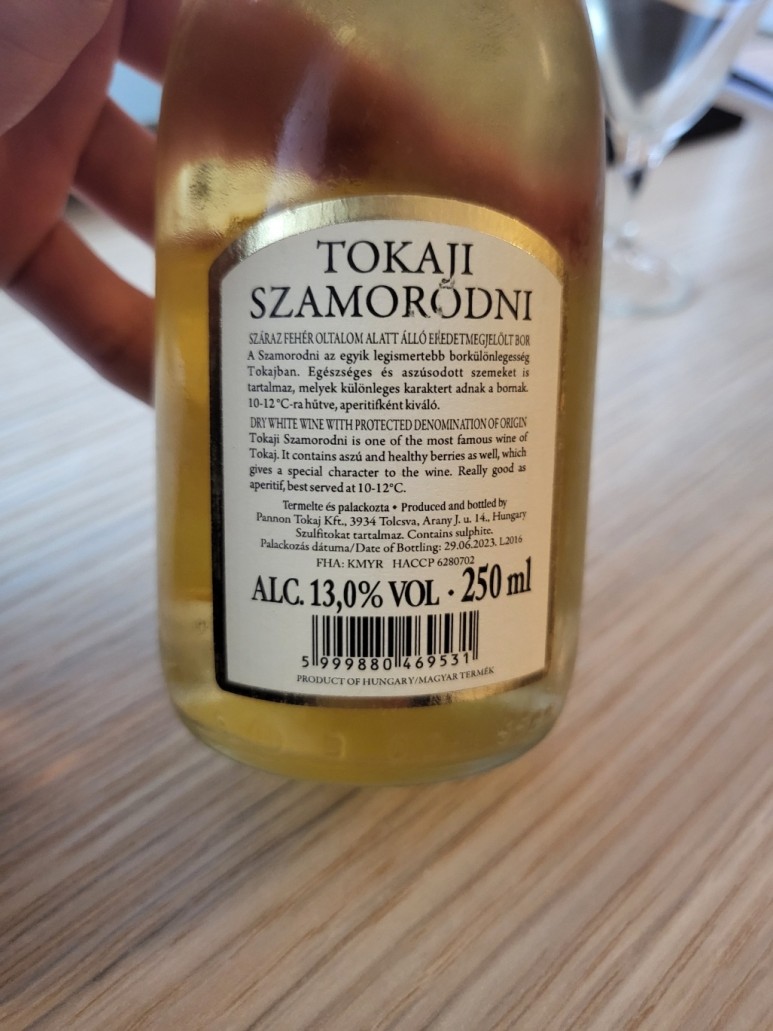 TOKAJI
SZAMORODNI
SZÁRAZ FEHÉR OLTALOM ALATT ÁLLÓ EREDETMEGJELÖLT BOR
A Szamorodni az egyik legismertebb borkülönlegesség
Tokajban. Egészséges és aszúsodott szemeket is
tartalmaz, melyek különleges karaktert adnak a bornak.
10-12°C-ra hűtve, aperitifként kiváló.
DRY WHITE WINE WITH PROTECTED DENOMINATION OF ORIGIN
Tokaji Szamorodni is one of the most famous wine of
Tokaj. It contains aszú and healthy berries as well, which
gives a special character to the wine. Really good as
aperitif, best served at 10-12°C.
Termelte és palackozta • Produced and bottled by
Pannon Tokaj Kft., 3934 Tolcsva, Arany J. u. 14., Hungary
Szulfitokat tartalmaz. Contains sulphite.
Palackozás dátuma/Date of Bottling: 29.06.2023. L2016
FHA: KMYR HACCP 6280702
ALC. 13,0% VOL · 250 ml
5 999880 469531
PRODUCT OF HUNGARY/MAGYAR TERMÉK